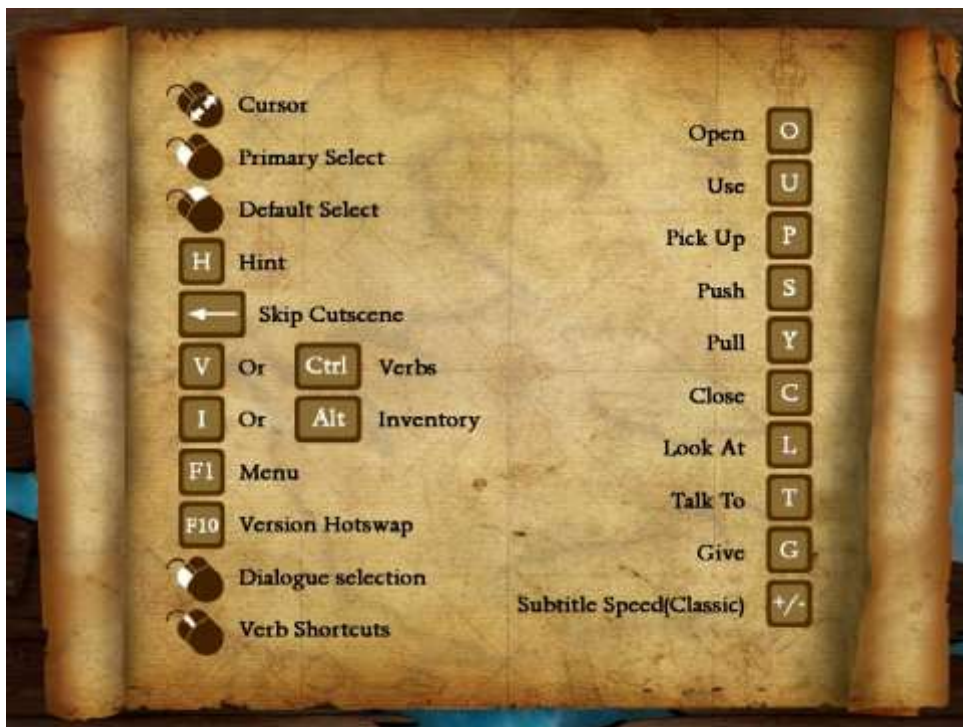 Cursor
Primary Select
Default Select
H Hint
Skip Cutscene
V Or Ctrl Verbs
I Or Alt Inventory
F1 Menu
F10 Version Hotswap
Dialogue selection
Verb Shortcuts
Open O
Use U
Pick Up P
Push S
Pull Y
Close C
Look At L
Talk To T
Give G
Subtitle Speed(Classic) +/-